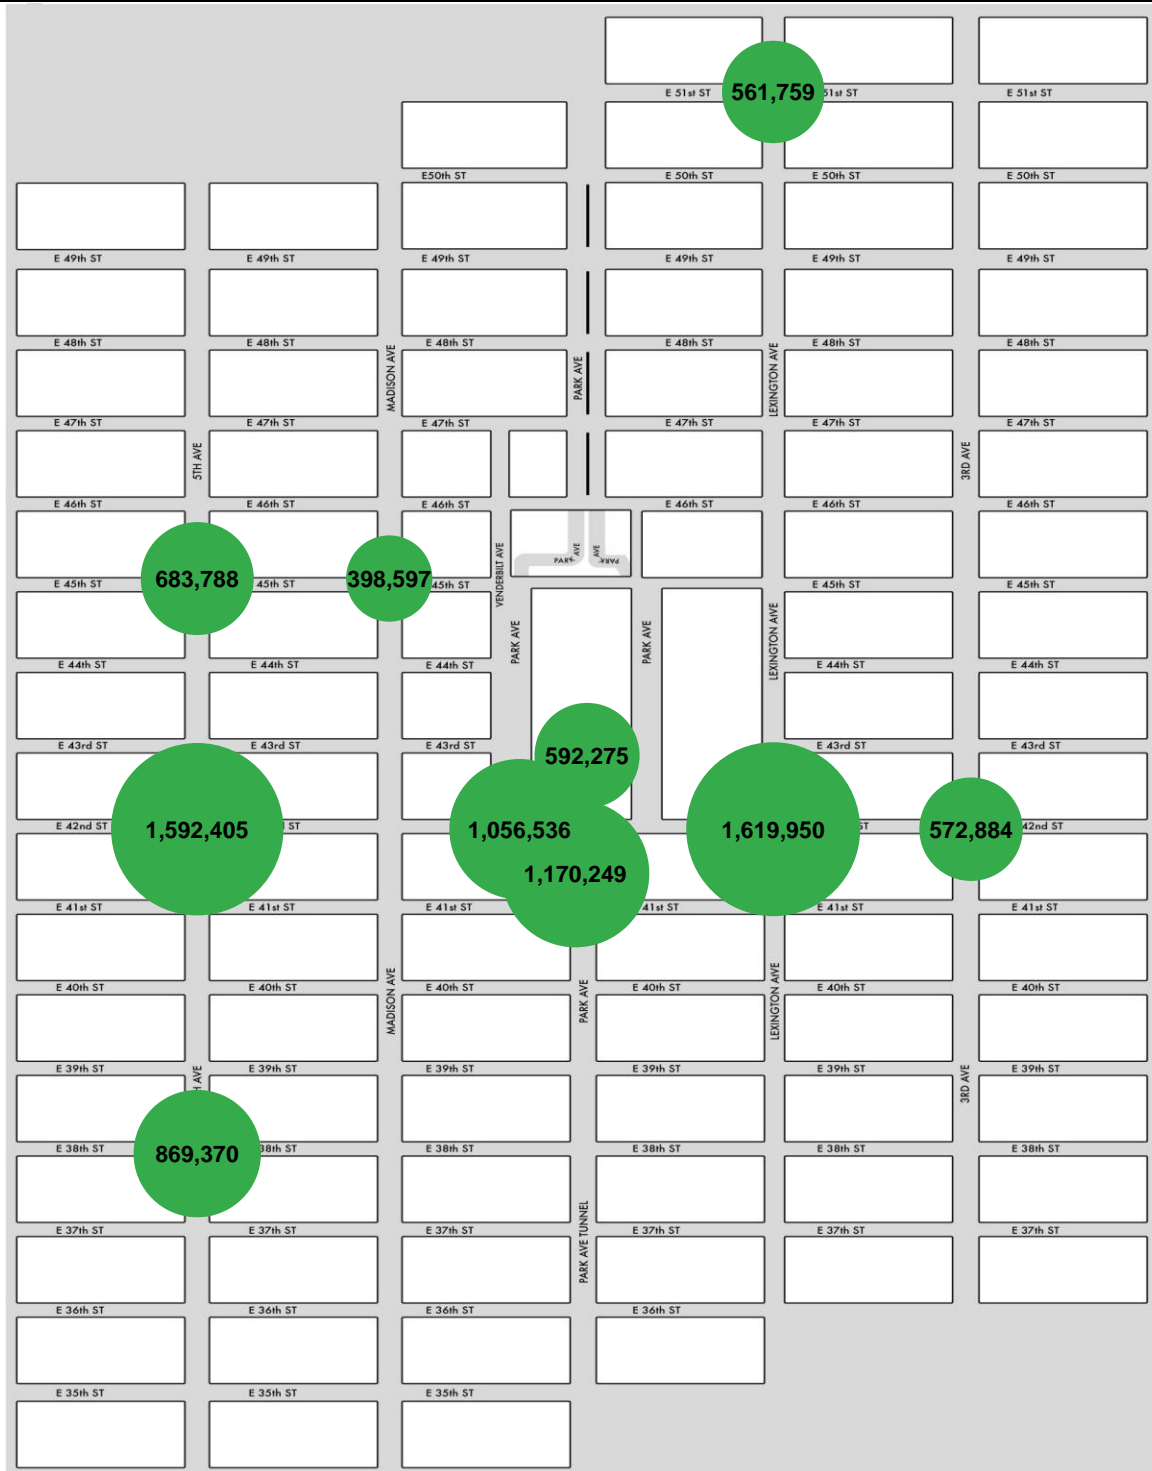 E 51st ST 561,759 51st ST E 51st ST
E50th ST E 50th ST E 50th ST E 50th ST
E 49th ST E 49th ST E 49th ST E 49th ST E 49th ST E 49th ST
E 48th ST E 48th ST E 48th ST E 48th ST E 48th ST E 48th ST
MADISON AVE PARK AVE LEXINGTON AVE
E 47th ST E 47th ST E 47th ST E 47th ST E 47th ST E 47th ST
5TH AVE 3RD AVE
E 46th ST E 46th ST E 46th ST E 46th ST E 46th ST E 46th ST
VENDERBILT AVE PARK AVE AVE PARK
683,788 45th ST 398,597 45th ST E 45th ST E 45th ST
E 45th ST
PARK AVE PARK AVE LEXINGTON AtVE
E 44th ST E 44th ST E 44th ST E 44th ST E 44th ST
E 43rd ST E 43rd ST E 43rd ST 592,275 E 43rd ST E 43rd ST
E 42nd ST 1,592,405 ST 1,056,536 1,619,950 ST 572,884 42nd ST
1,170,249
E 41st ST E 41st ST E 41st ST 41st ST E 41st ST E 41st ST
MADISON AVE PARK AVE LEXINGTON AtVE
E 40th ST E 40th ST E 40th ST E 40th ST E 40th ST E 40th ST
E 39th ST E 39th ST E 39th ST E 39th ST E 39th ST E 39th ST
AVE 3RD AVE
E 38th ST 869,370 38th ST E 38th ST E 38th ST E 38th ST E 38th ST
E 37th ST E 37th ST E 37th ST E 37th ST E 37th ST E 37th ST
PARK AVE TUNNEL
E 36th ST E 36th ST E 36th ST E 36th ST
E 35th ST E 35th ST E 35th ST